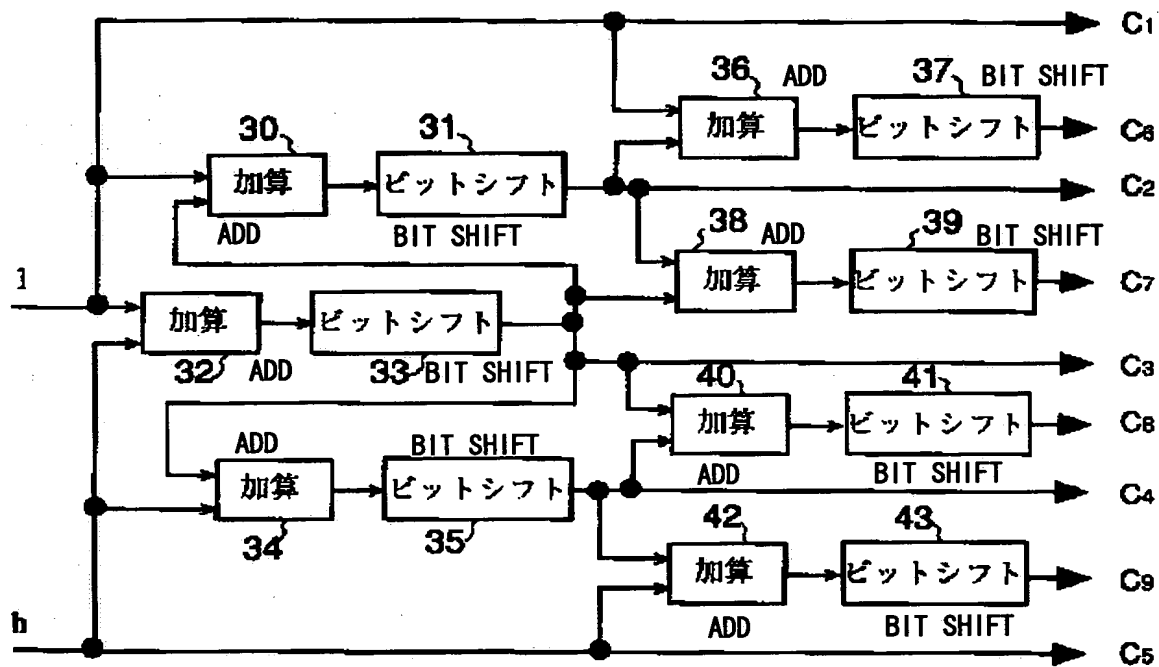 C1
36 ADD
37 BIT SHIFT
加算
ビットシフト
C6
30
31
加算
ビットシフト
C2
ADD
BIT SHIFT
38 ADD
39 BIT SHIFT
加算
ビットシフト
C7
l
加算
ビットシフト
32 ADD
33 BIT SHIFT
C3
40
41
加算
ビットシフト
C8
ADD
BIT SHIFT
ADD
BIT SHIFT
加算
ビットシフト
C4
34
35
42
43
加算
ビットシフト
C9
ADD
BIT SHIFT
h
C5